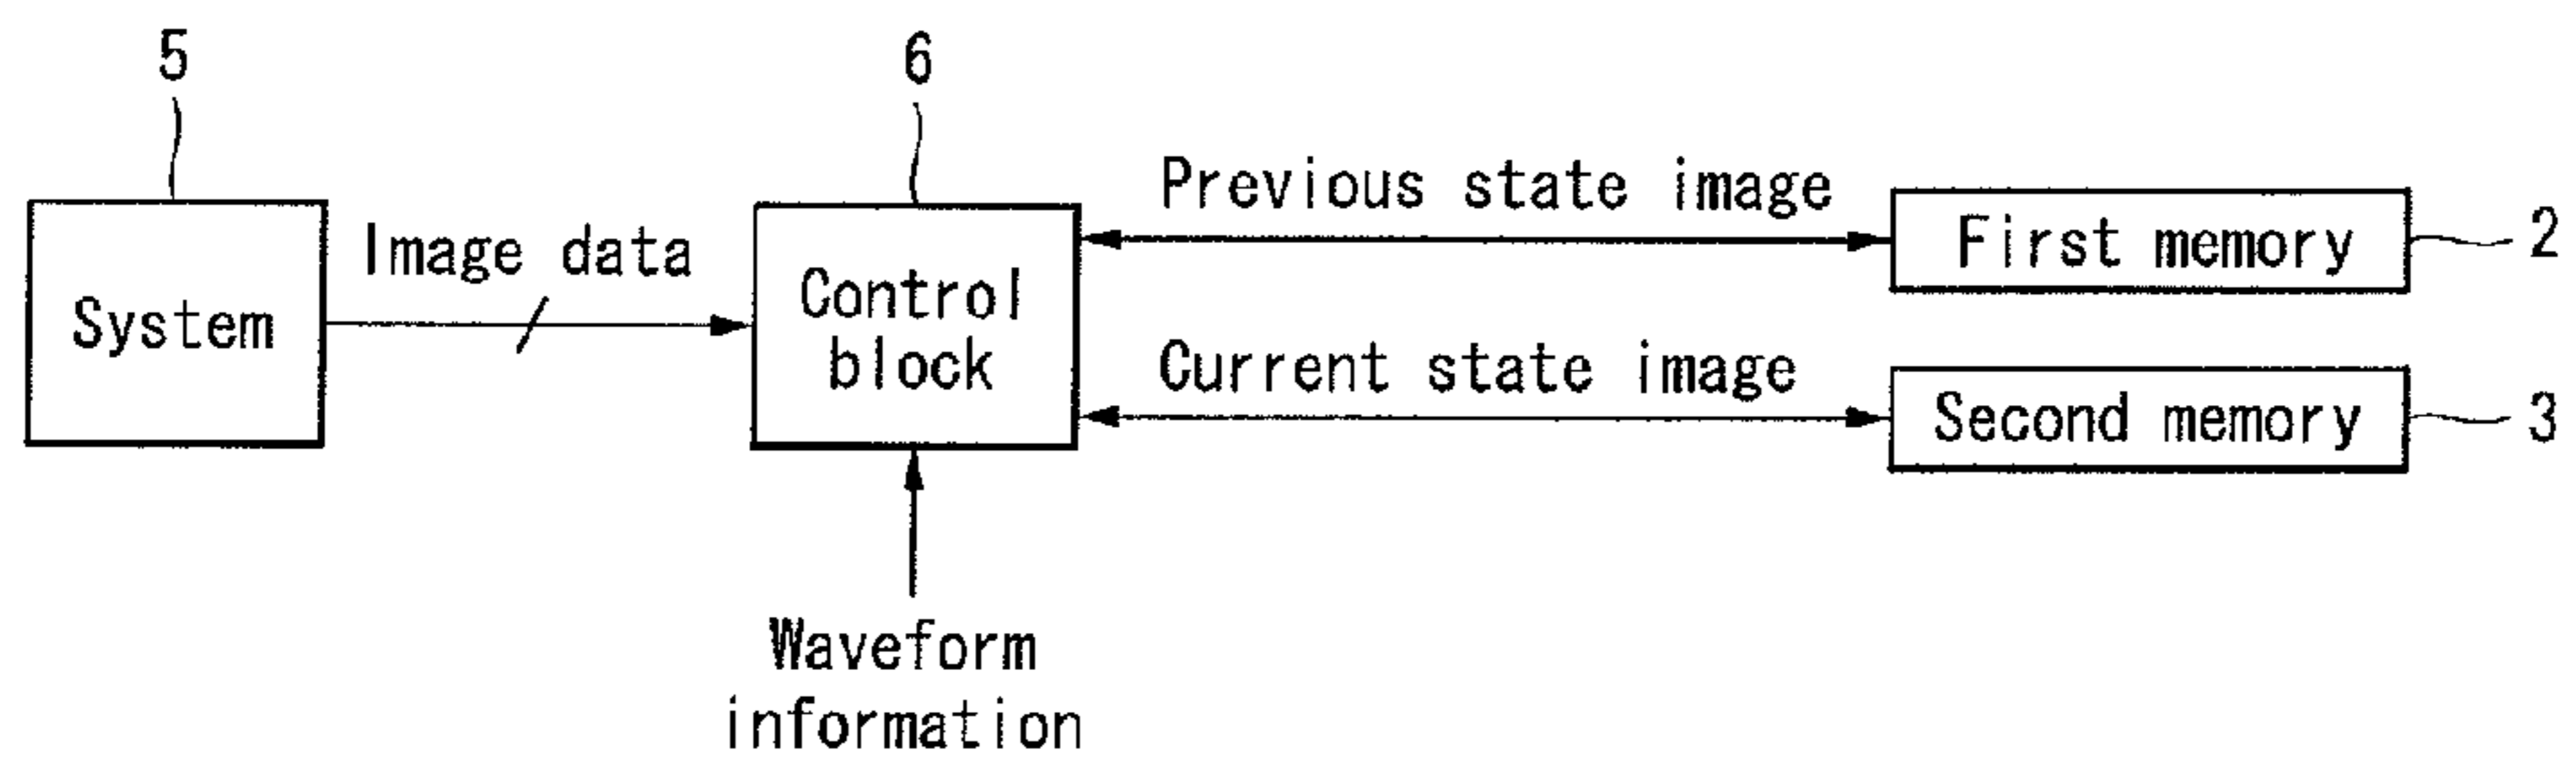 5
6
System
Image data
Control
block
Previous state image
First memory
2
Current state image
Second memory
3
Waveform
information